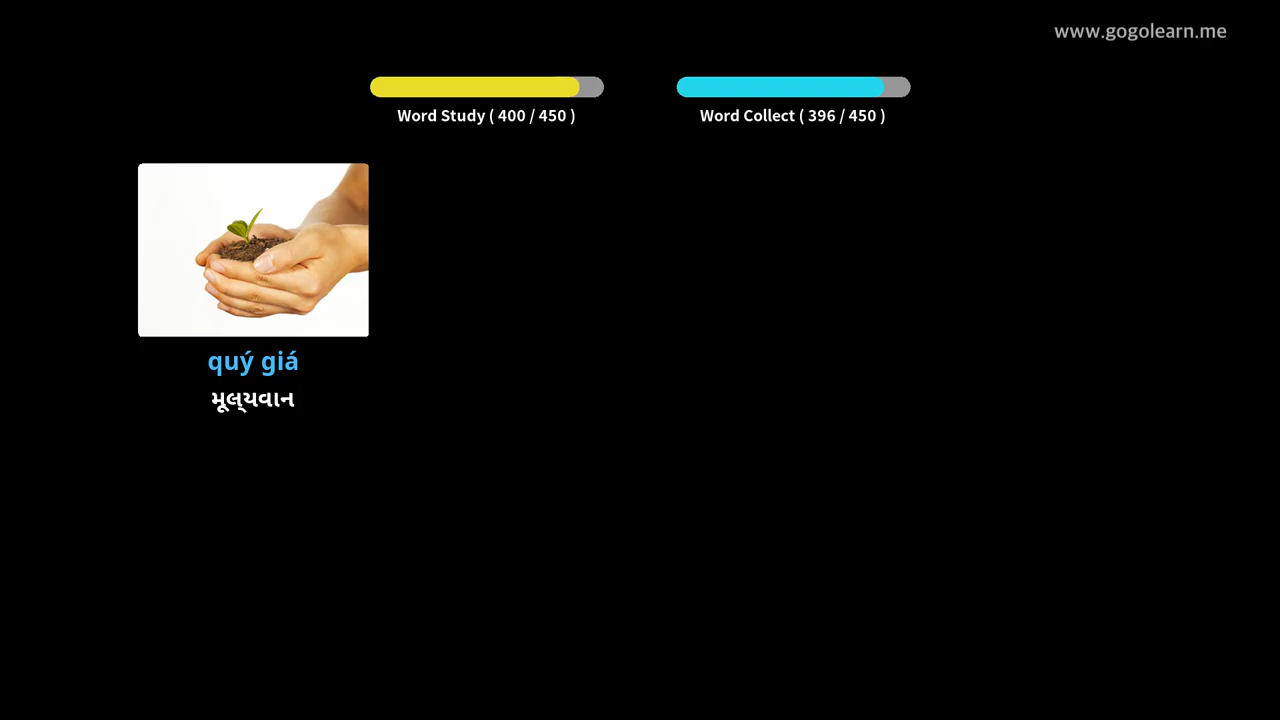 www.gogolearn.me
Word Study ( 400 / 450 )
Word Collect ( 396 / 450 )
quý giá
મૂલ્યવાન